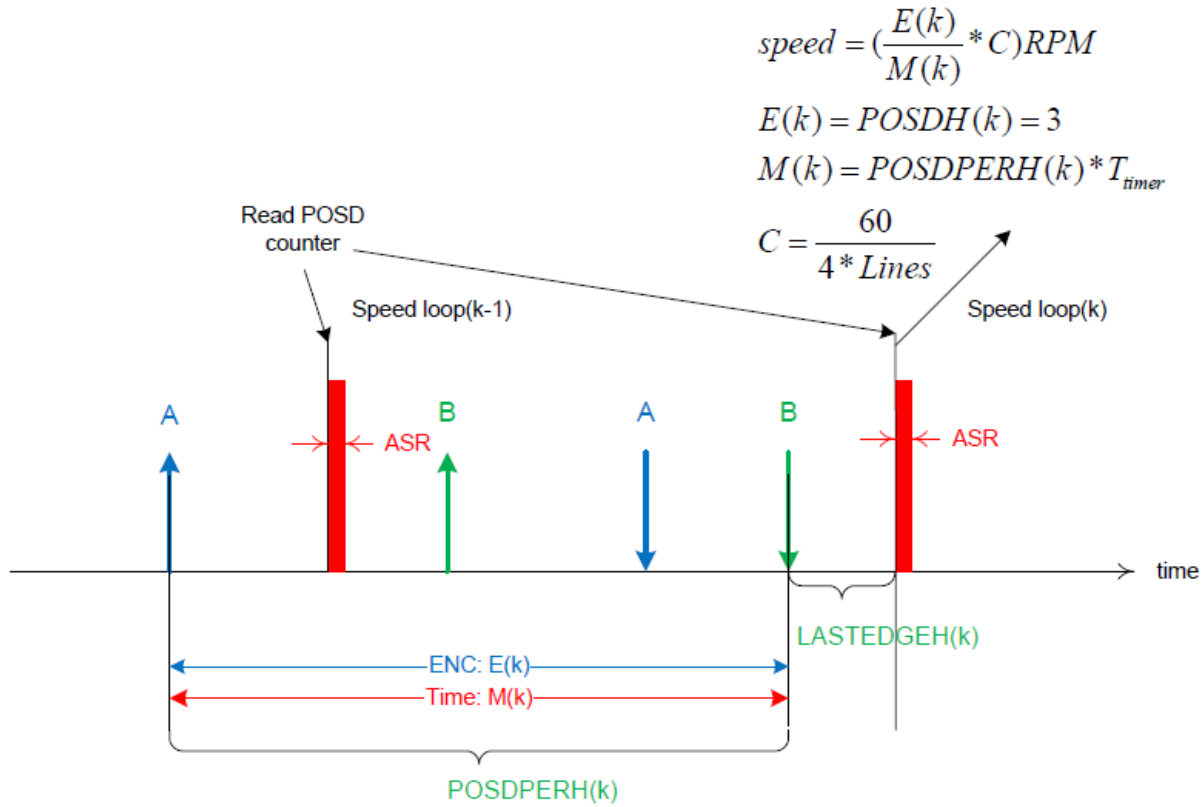 speed = (E(k)/M(k) * C)RPM
E(k) = POSDH(k) = 3
M(k) = POSDPERH(k) * T_timer
C = 60/(4 * Lines)
Read POSD
counter
Speed loop(k-1)
Speed loop(k)
A
B
A
B
ASR
ASR
time
LASTEDGEH(k)
ENC: E(k)
Time: M(k)
POSDPERH(k)